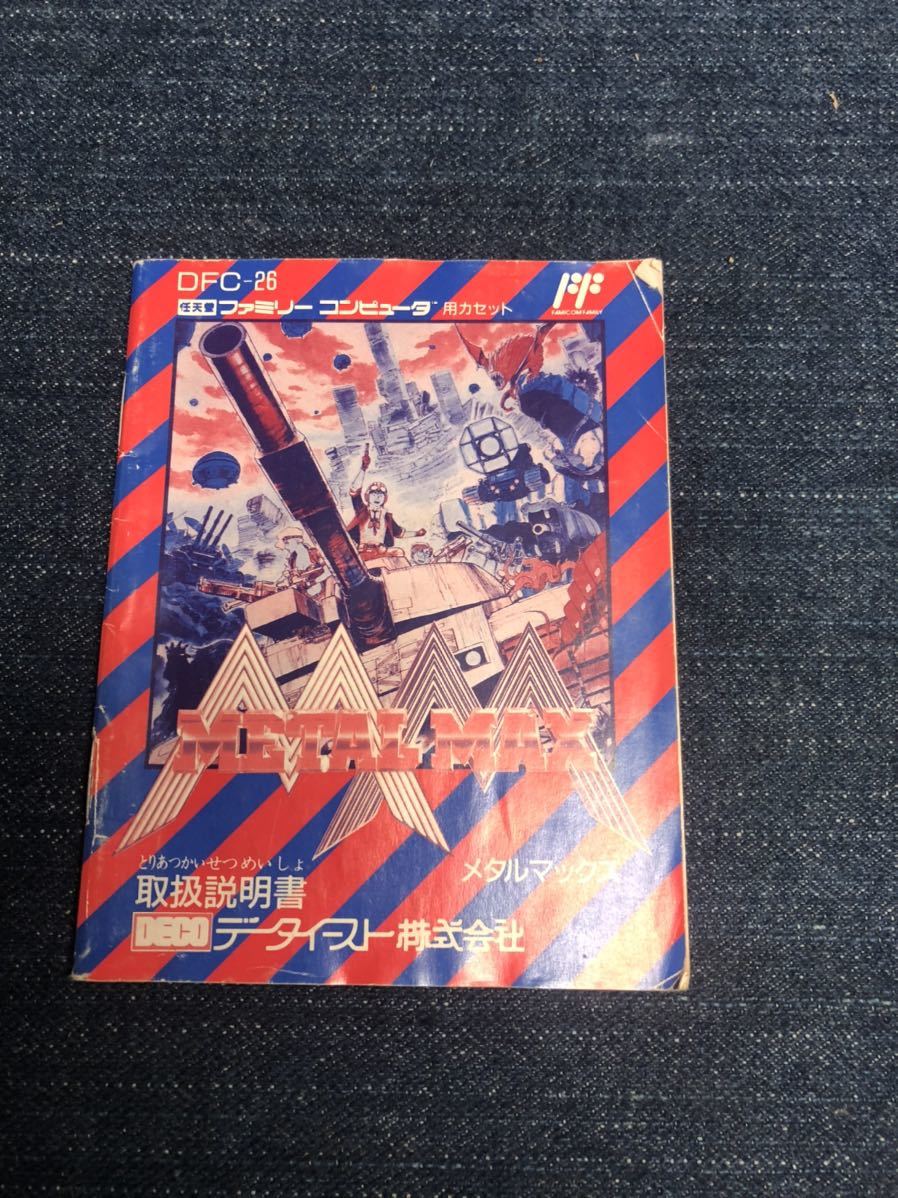 DFC-26
任天堂 ファミリー コンピュータ™ 用カセット
FF
FAMICOM FAMILY
METAL MAX
とりあつかいせつめいしょ
取扱説明書
メタルマックス
DECO データイースト株式会社